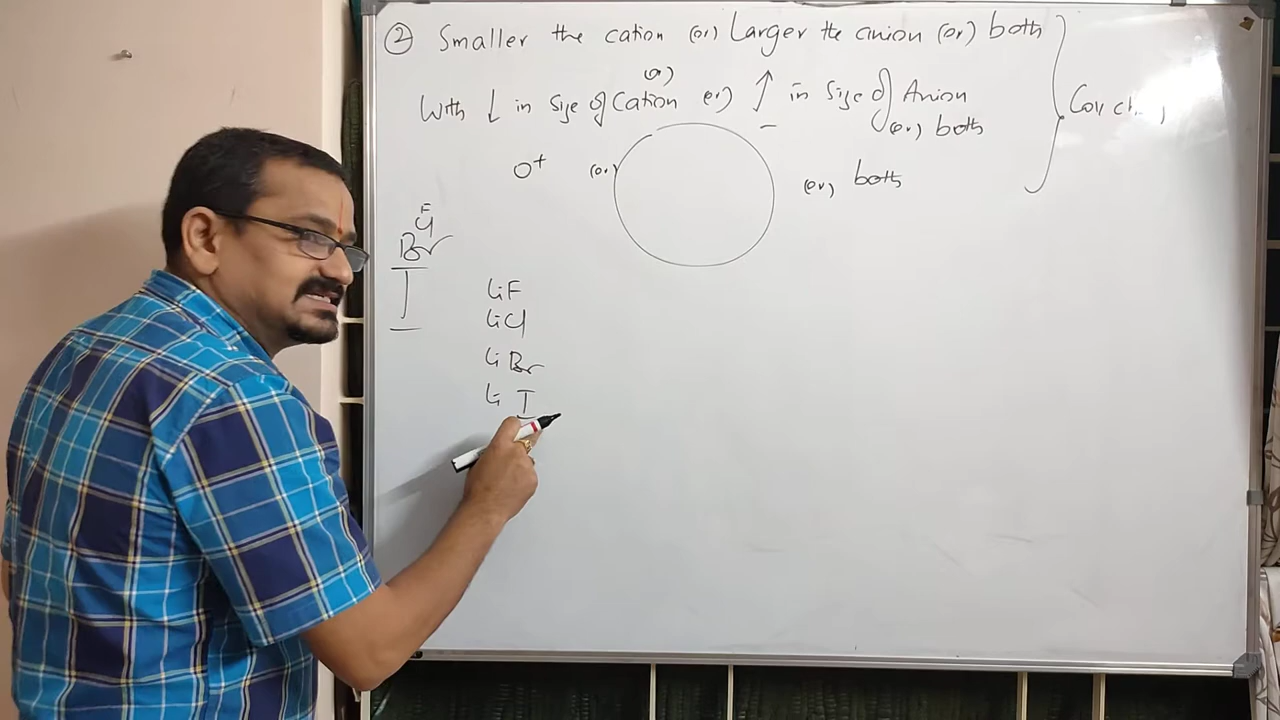 ② Smaller the cation (or) Larger the anion (or) both
(or)
With ↓ in Size of Cation (or) ↑ in Size of Anion
(or) both
Cov
O+ (or) (or) both
F
Cl
Br
I
LiF
LiCl
LiBr
LiI